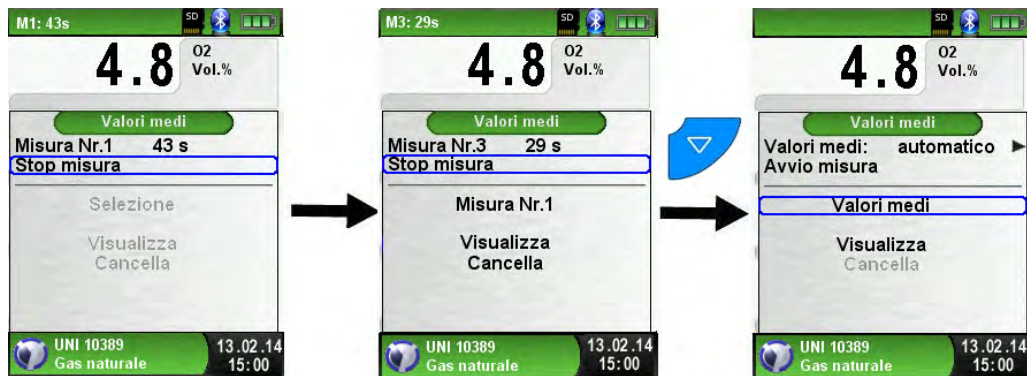 M1: 43s
SD
4.8 O2 Vol.%
Valori medi
Misura Nr.1 43 s
Stop misura
Selezione
Visualizza
Cancella
UNI 10389 13.02.14
Gas naturale 15:00
M3: 29s
SD
4.8 O2 Vol.%
Valori medi
Misura Nr.3 29 s
Stop misura
Misura Nr.1
Visualizza
Cancella
UNI 10389 13.02.14
Gas naturale 15:00
SD
4.8 O2 Vol.%
Valori medi
Valori medi: automatico
Avvio misura
Valori medi
Visualizza
Cancella
UNI 10389 13.02.14
Gas naturale 15:00